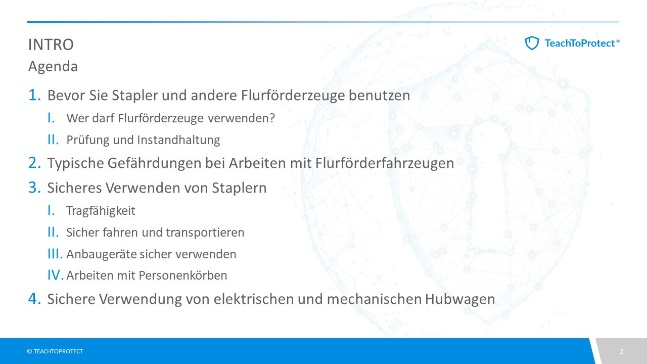 INTRO
TeachToProtect®
Agenda
1. Bevor Sie Stapler und andere Flurförderzeuge benutzen
I. Wer darf Flurförderzeuge verwenden?
II. Prüfung und Instandhaltung
2. Typische Gefährdungen bei Arbeiten mit Flurförderfahrzeugen
3. Sicheres Verwenden von Staplern
I. Tragfähigkeit
II. Sicher fahren und transportieren
III. Anbaugeräte sicher verwenden
IV. Arbeiten mit Personenkörben
4. Sichere Verwendung von elektrischen und mechanischen Hubwagen
© TEACHTOPROTECT
2